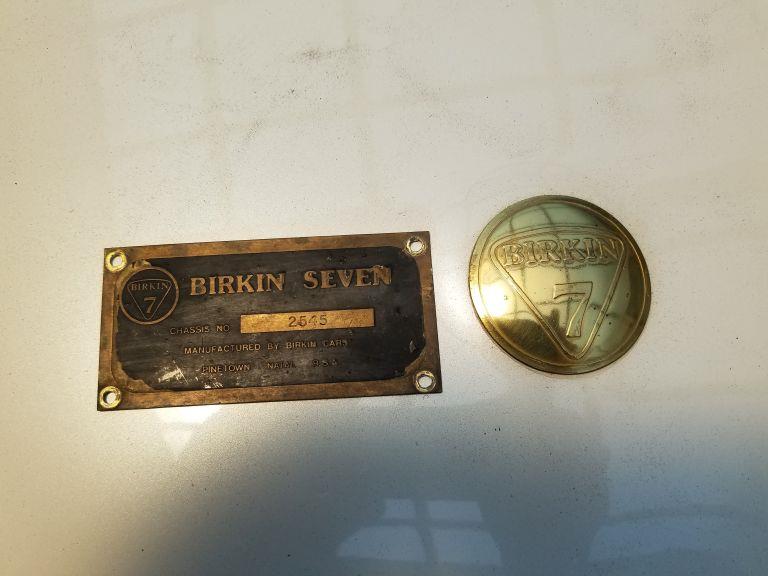 BIRKIN
7
BIRKIN SEVEN
CHASSIS NO 2545
MANUFACTURED BY BIRKIN CARS
PINETOWN NATAL R.S.A.
BIRKIN
7